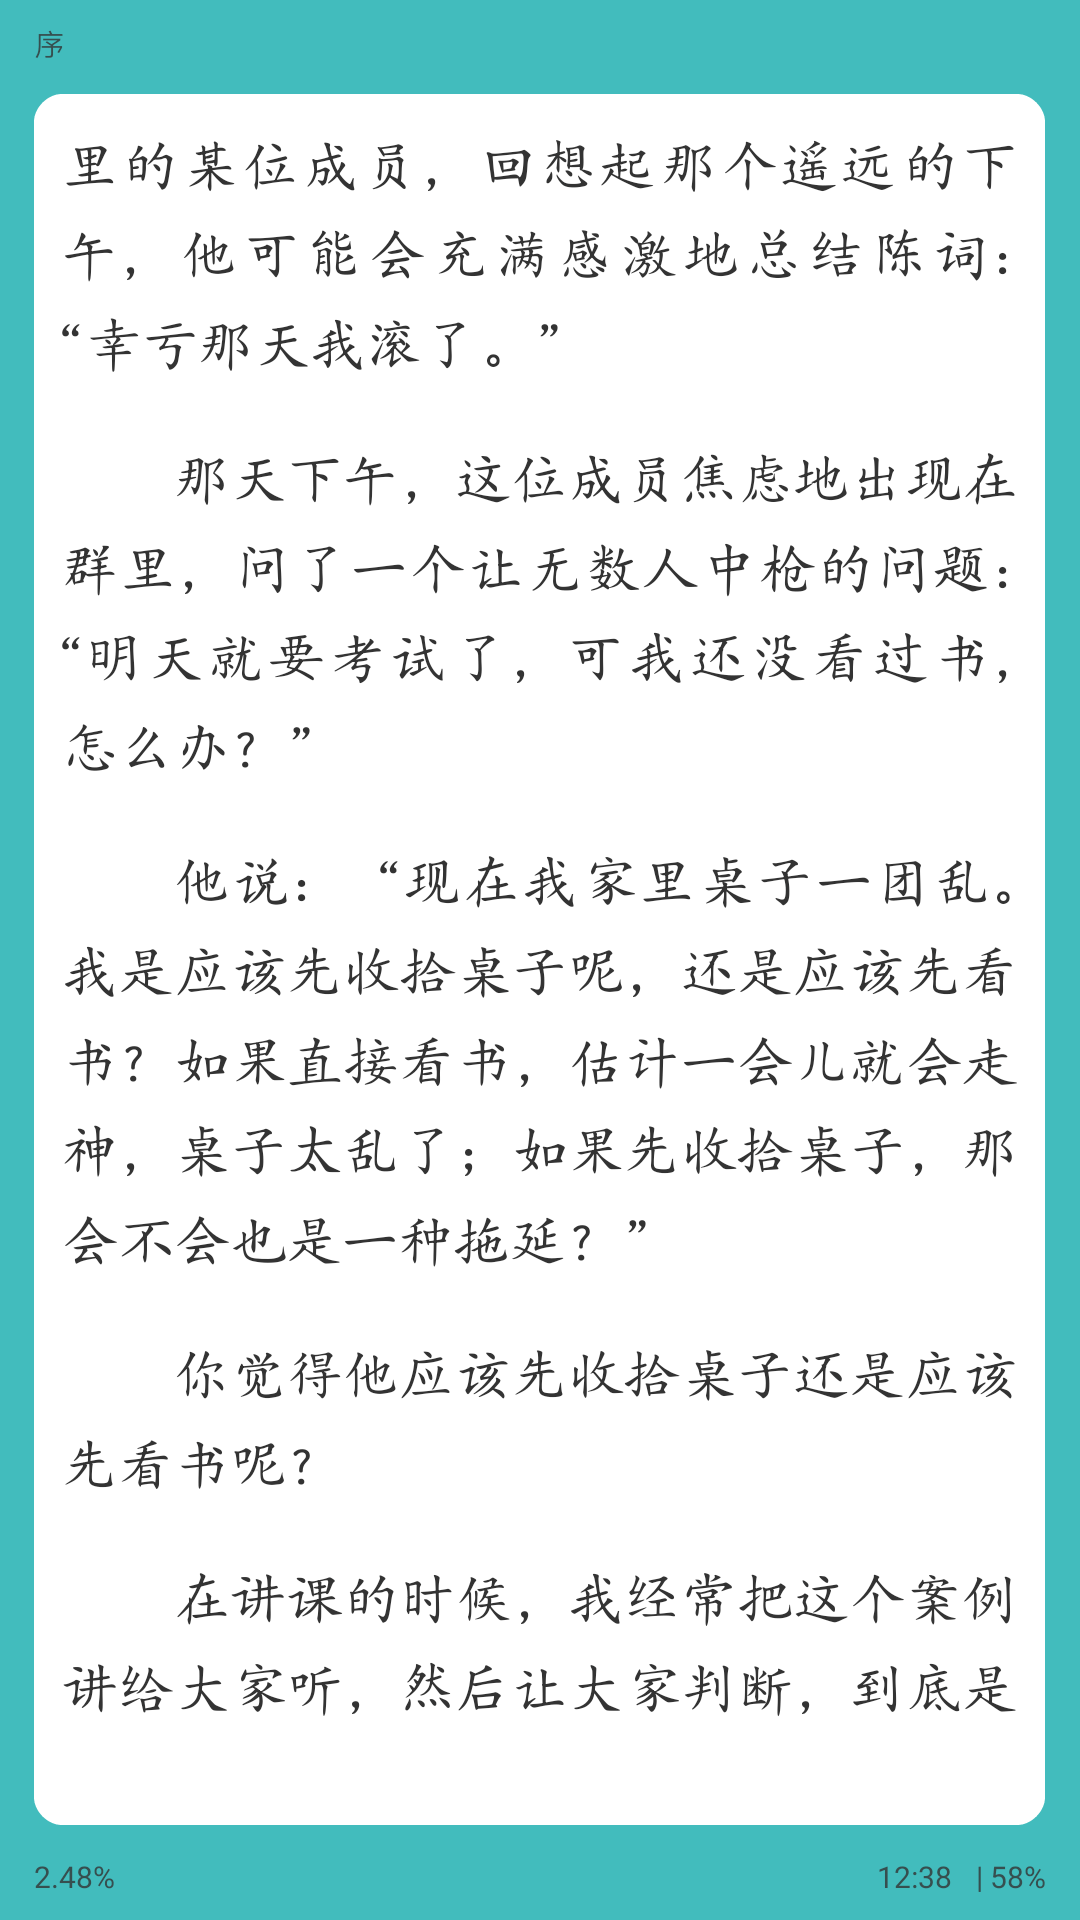 序
里的某位成员，回想起那个遥远的下
午，他可能会充满感激地总结陈词：
“幸亏那天我滚了。”
那天下午，这位成员焦虑地出现在
群里，问了一个让无数人中枪的问题：
“明天就要考试了，可我还没看过书，
怎么办？”
他说：“现在我家里桌子一团乱。
我是应该先收拾桌子呢，还是应该先看
书？如果直接看书，估计一会儿就会走
神，桌子太乱了；如果先收拾桌子，那
会不会也是一种拖延？”
你觉得他应该先收拾桌子还是应该
先看书呢？
在讲课的时候，我经常把这个案例
讲给大家听，然后让大家判断，到底是
2.48%
12:38 | 58%